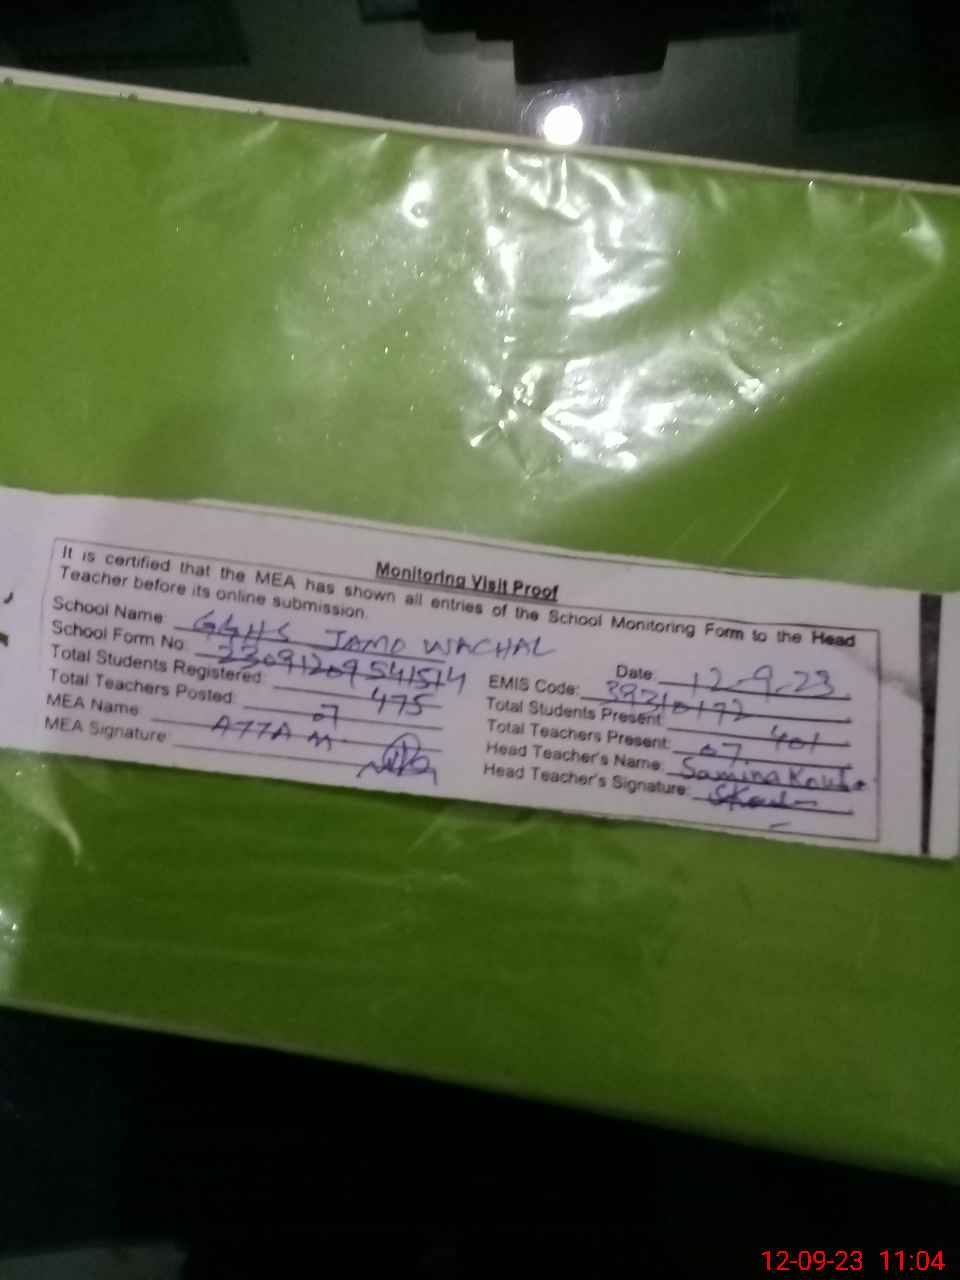 Monitoring Visit Proof
It is certified that the MEA has shown all entries of the School Monitoring Form to the Head
Teacher before its online submission.
School Name: GGHS JAMO WACHAL
Date: 12-9-23
School Form No: 23091209541514
EMIS Code: 39310172
Total Students Registered: 475
Total Students Present: 401
Total Teachers Posted: 07
Total Teachers Present: 07
MEA Name: ATTA M
Head Teacher's Name: Samina
MEA Signature:
Head Teacher's Signature:
12-09-23 11:04